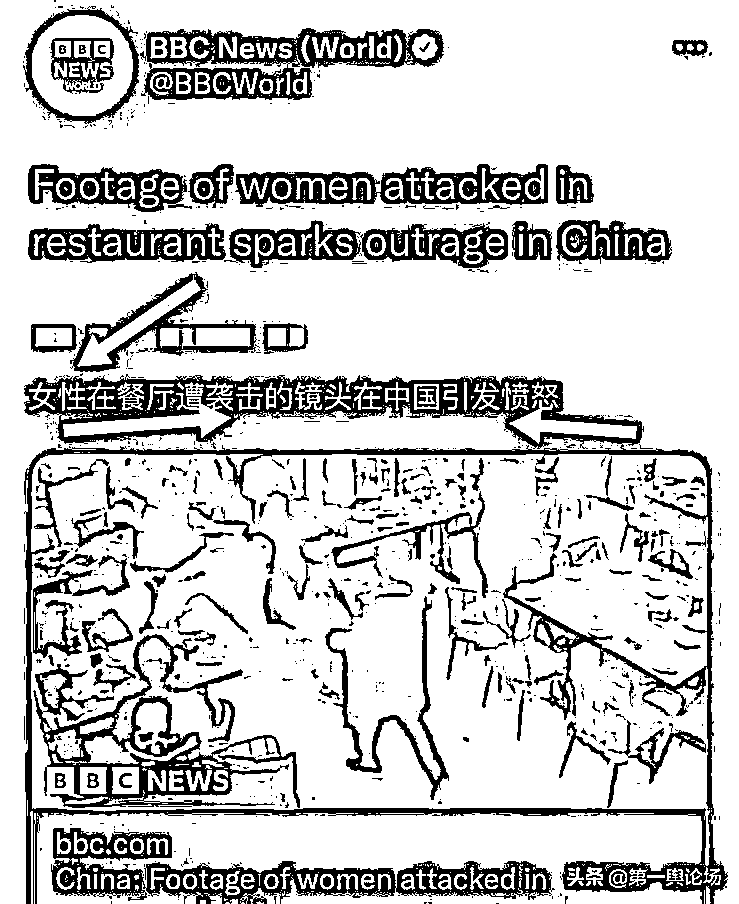 BBC
NEWS
WORLD
BBC News (World)
@BBCWorld
Footage of women attacked in
restaurant sparks outrage in China
女性在餐厅遭袭击的镜头在中国引发愤怒
BBC NEWS
bbc.com
China: Footage of women attacked in
头条 @第一舆论场